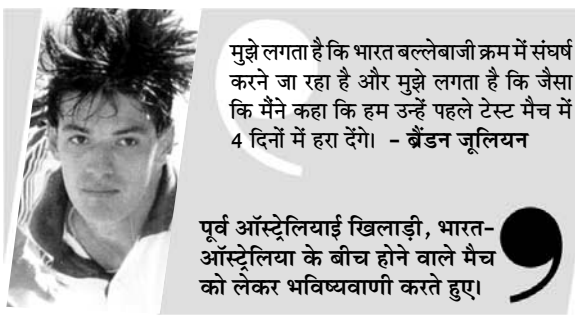 मुझे लगता है कि भारत बल्लेबाजी क्रम में संघर्ष
करने जा रहा है और मुझे लगता है कि जैसा
कि मैंने कहा कि हम उन्हें पहले टेस्ट मैच में
4 दिनों में हरा देंगे। - ब्रैंडन जूलियन
पूर्व ऑस्ट्रेलियाई खिलाड़ी, भारत-
ऑस्ट्रेलिया के बीच होने वाले मैच
को लेकर भविष्यवाणी करते हुए।